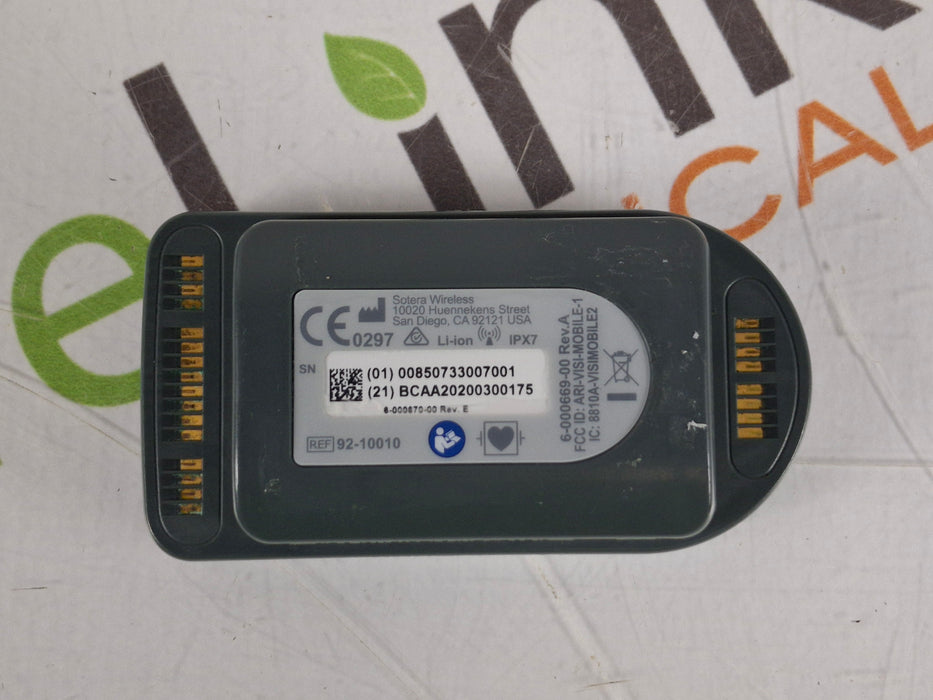 eLink
CAL
Sotera Wireless
10020 Huennekens Street
San Diego, CA 92121 USA
CE 0297 Li-ion IPX7
SN
(01) 00850733007001
(21) BCAA20200300175
6-000670-00 Rev. E
REF 92-10010
6-000669-00 Rev.A
FCC ID: ARI-VISI-MOBILE-1
IC: 8810A-VISIMOBILE2